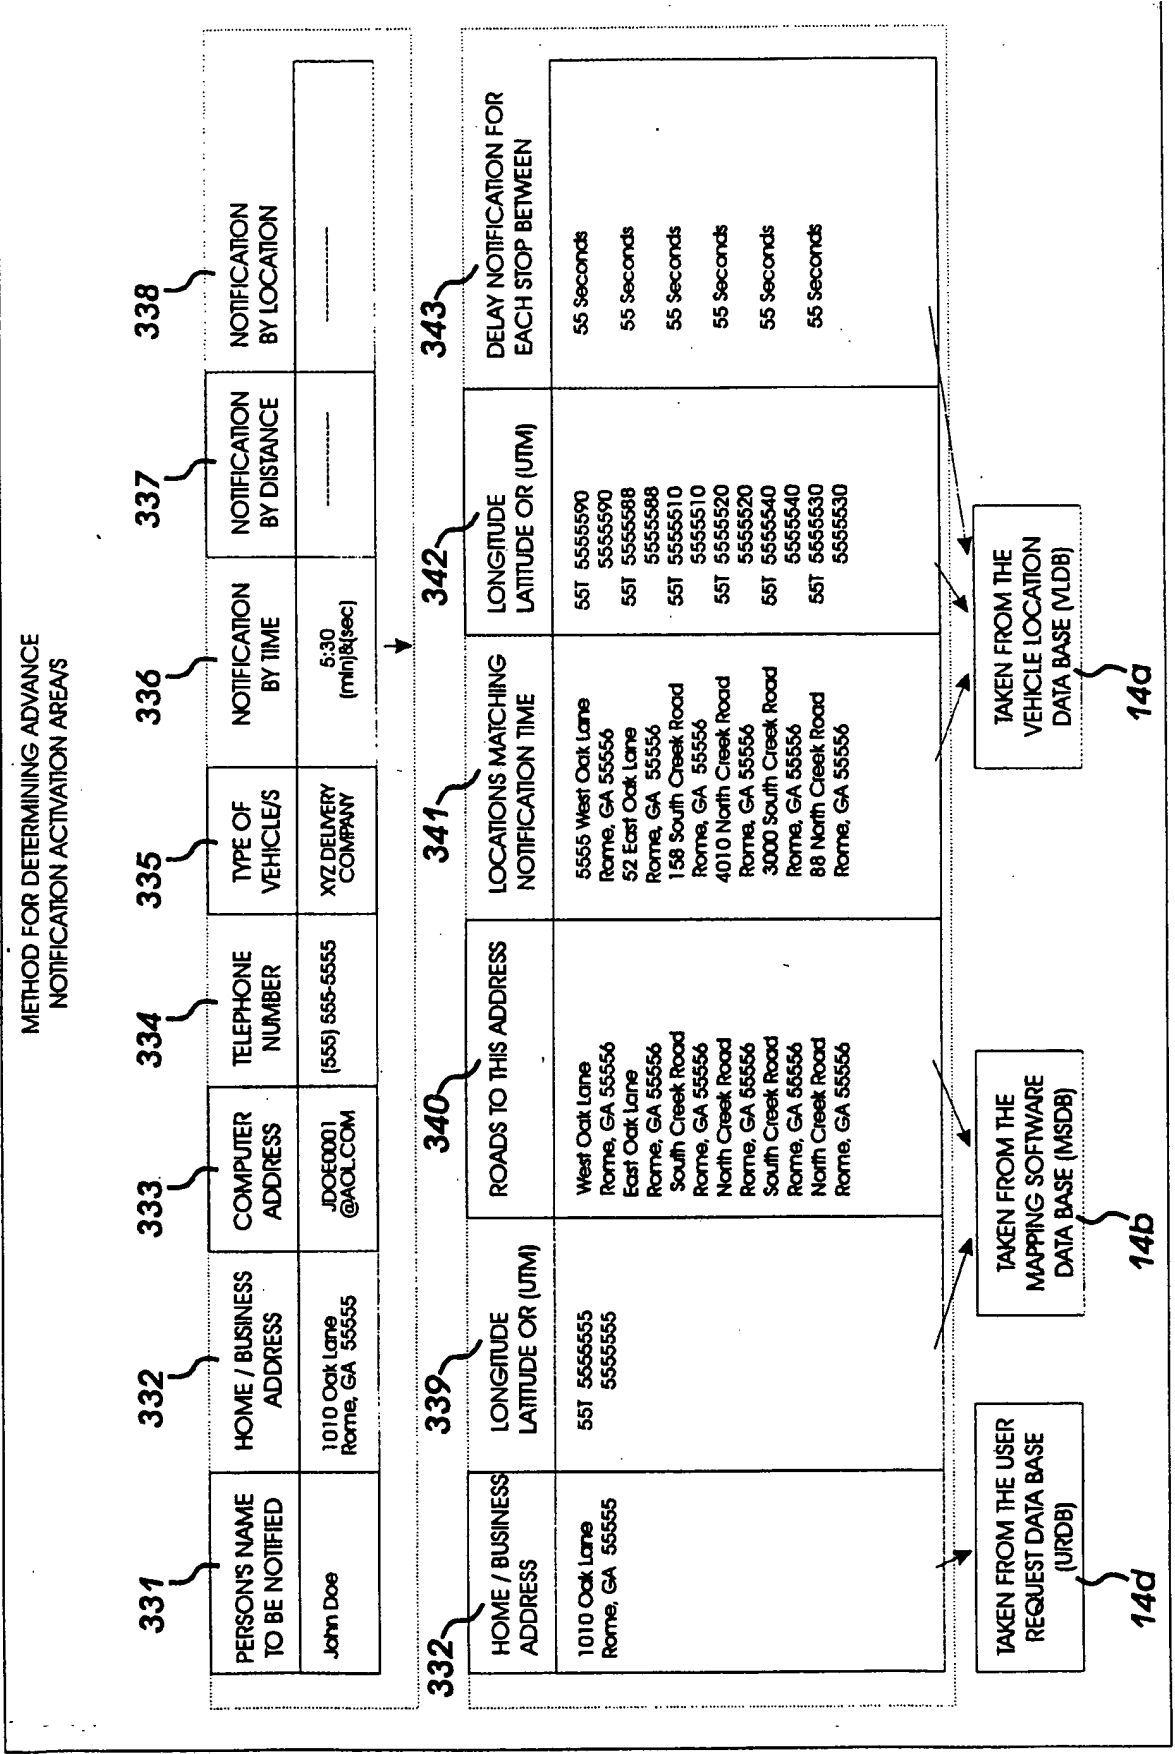 METHOD FOR DETERMINING ADVANCE
NOTIFICATION ACTIVATION AREA/S
331
332
333
334
335
336
337
338
PERSON'S NAME
TO BE NOTIFIED
HOME / BUSINESS
ADDRESS
COMPUTER
ADDRESS
TELEPHONE
NUMBER
TYPE OF
VEHICLE/S
NOTIFICATION
BY TIME
NOTIFICATION
BY DISTANCE
NOTIFICATION
BY LOCATION
John Doe
1010 Oak Lane
Rome, GA 55555
JDOE0001
@AOL.COM
(555) 555-5555
XYZ DELIVERY
COMPANY
5:30
(min)&(sec)
------------
------------
332
339
340
341
342
343
HOME / BUSINESS
ADDRESS
LONGITUDE
LATITUDE OR (UTM)
ROADS TO THIS ADDRESS
LOCATIONS MATCHING
NOTIFICATION TIME
LONGITUDE
LATITUDE OR (UTM)
DELAY NOTIFICATION FOR
EACH STOP BETWEEN
1010 Oak Lane
Rome, GA 55555
55T 5555555
5555555
West Oak Lane
Rome, GA 55556
East Oak Lane
Rome, GA 55556
South Creek Road
Rome, GA 55556
North Creek Road
Rome, GA 55556
South Creek Road
Rome, GA 55556
North Creek Road
Rome, GA 55556
5555 West Oak Lane
Rome, GA 55556
52 East Oak Lane
Rome, GA 55556
158 South Creek Road
Rome, GA 55556
4010 North Creek Road
Rome, GA 55556
3000 South Creek Road
Rome, GA 55556
88 North Creek Road
Rome, GA 55556
55T 5555590
5555590
55T 5555588
5555588
55T 5555510
5555510
55T 5555520
5555520
55T 5555540
5555540
55T 5555530
5555530
55 Seconds
55 Seconds
55 Seconds
55 Seconds
55 Seconds
55 Seconds
TAKEN FROM THE USER
REQUEST DATA BASE
(URDB)
14d
TAKEN FROM THE
MAPPING SOFTWARE
DATA BASE (MSDB)
14b
TAKEN FROM THE
VEHICLE LOCATION
DATA BASE (VLDB)
14a